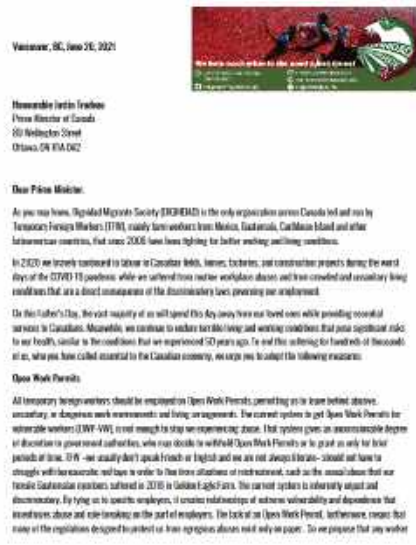 Vancouver, BC, June 20, 2021
We help each other in the good cause times!
DIGNIDAD
Honourable Justin Trudeau
Prime Minister of Canada
80 Wellington Street
Ottawa, ON K1A 0A2
Dear Prime Minister:
As you may know, Dignidad Migrante Society (DIGNIDAD) is the only organization across Canada led and run by
Temporary Foreign Workers (TFW), mainly farm workers from Mexico, Guatemala, Caribbean Island and other
latinamerican countries, that since 2006 have been fighting for better working and living conditions.
In 2020 we bravely continued to labour in Canadian fields, homes, factories, and construction projects during the worst
days of the COVID-19 pandemic while we suffered from routine workplace abuses and from crowded and unsanitary living
conditions that are a direct consequence of the discriminatory laws governing our employment.
On this Father's Day, the vast majority of us will spend this day away from our loved ones while providing essential
services to Canadians. Meanwhile, we continue to endure terrible living and working conditions that pose significant risks
to our health, similar to the conditions that we experienced 50 years ago. To end this suffering for hundreds of thousands
of us, who you have called essential to the Canadian economy, we urge you to adopt the following measures:
Open Work Permits
All temporary foreign workers should be employed on Open Work Permits, permitting us to leave behind abusive,
unsanitary, or dangerous work environments and living arrangements. The current system to get Open Work Permits for
vulnerable workers (OWP-VW), is not enough to stop we experiencing abuse. That system gives an unconscionable degree
of discretion to government authorities, who may decide to withhold Open Work Permits or to grant us only for brief
periods of time. TFW -we usually don't speak French or English and we are not always literate- should not have to
struggle with bureaucratic red tape in order to flee from situations of mistreatment, such as the sexual abuse that our
female Guatemalan members suffered in 2016 in Golden Eagle Farm. The current system is inherently unjust and
discriminatory. By tying us to specific employers, it creates relationships of extreme vulnerability and dependence that
incentivizes abuse and rule-breaking on the part of employers. The lack of an Open Work Permit, furthermore, means that
many of the regulations designed to protect us from egregious abuses exist only on paper. So we propose that any worker